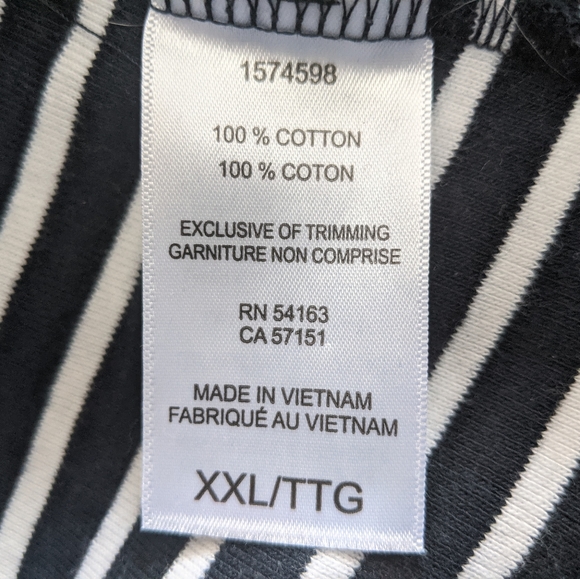 1574598
100 % COTTON
100 % COTON
EXCLUSIVE OF TRIMMING
GARNITURE NON COMPRISE
RN 54163
CA 57151
MADE IN VIETNAM
FABRIQUÉ AU VIETNAM
XXL/TTG